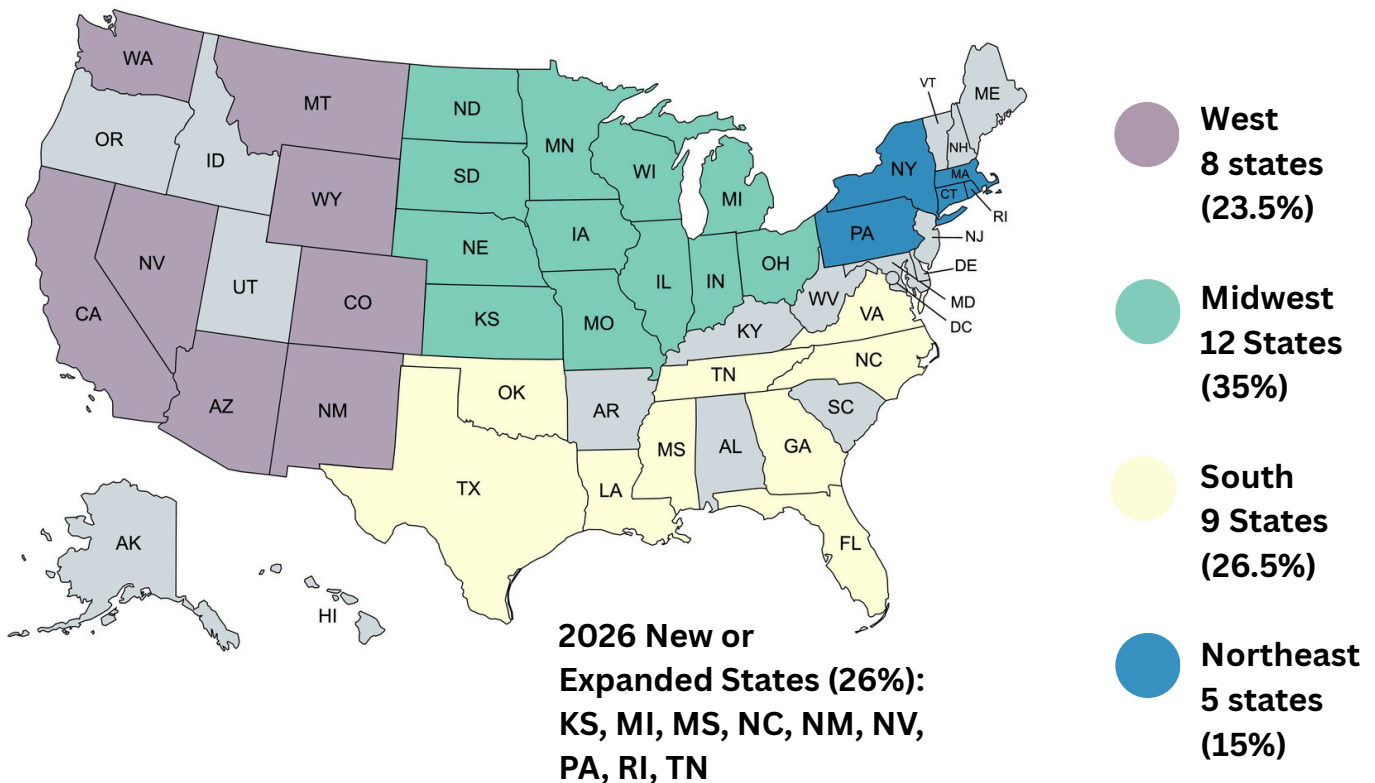 WA
MT
ND
MN
VT
ME
OR
ID
SD
WI
NH
NY
MA
WY
MI
CT
RI
NE
IA
PA
NJ
NV
UT
CO
IL
IN
OH
DE
WV
MD
CA
KS
MO
KY
VA
DC
NC
TN
AZ
NM
OK
AR
SC
MS
AL
GA
TX
LA
FL
AK
HI
2026 New or
Expanded States (26%):
KS, MI, MS, NC, NM, NV,
PA, RI, TN
West
8 states
(23.5%)
Midwest
12 States
(35%)
South
9 States
(26.5%)
Northeast
5 states
(15%)